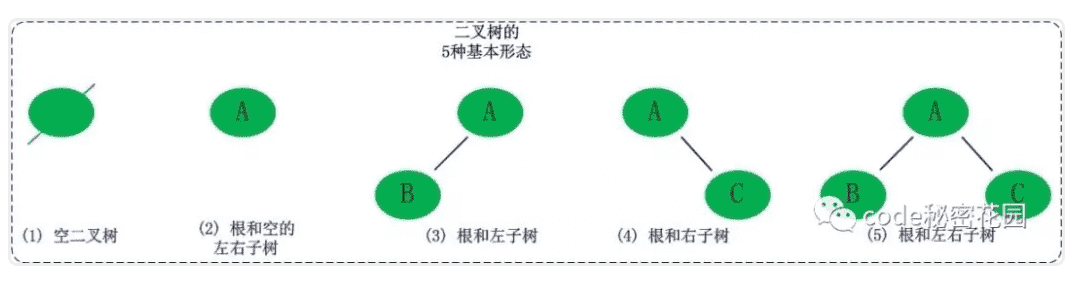 二叉树的
5种基本形态
A
A
A
A
B
C
B
C
code秘密花园
(1) 空二叉树
(2) 根和空的
左右子树
(3) 根和左子树
(4) 根和右子树
(5) 根和左右子树